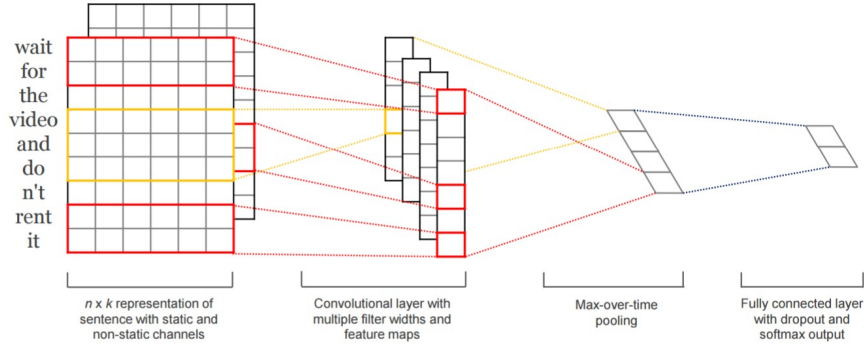 wait
for
the
video
and
do
n't
rent
it
n x k representation of
sentence with static and
non-static channels
Convolutional layer with
multiple filter widths and
feature maps
Max-over-time
pooling
Fully connected layer
with dropout and
softmax output